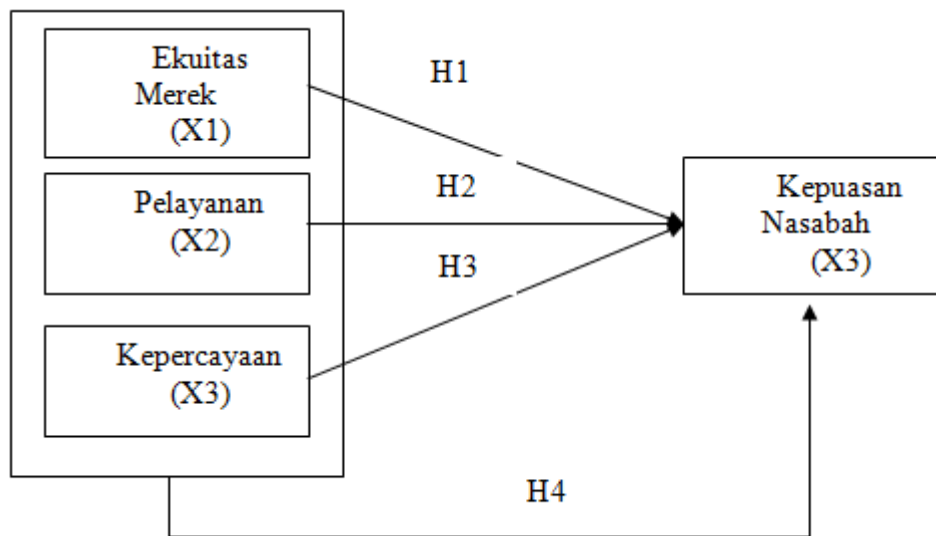 Ekuitas
Merek
(X1)
H1
Pelayanan
(X2)
H2
Kepuasan
Nasabah
(X3)
H3
Kepercayaan
(X3)
H4